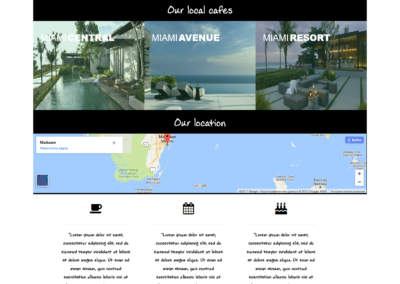 Our local cafes
MIAMI CENTRAL
MIAMI AVENUE
MIAMI RESORT
Our location
"Lorem ipsum dolor sit amet,
consectetur adipiscing elit, sed do
eiusmod tempor incididunt ut labore
et dolore magna aliqua. Ut enim ad
minim veniam, quis nostrud
exercitation ullamco laboris nisi ut
"Lorem ipsum dolor sit amet,
consectetur adipiscing elit, sed do
eiusmod tempor incididunt ut labore
et dolore magna aliqua. Ut enim ad
minim veniam, quis nostrud
exercitation ullamco laboris nisi ut
"Lorem ipsum dolor sit amet,
consectetur adipiscing elit, sed do
eiusmod tempor incididunt ut labore
et dolore magna aliqua. Ut enim ad
minim veniam, quis nostrud
exercitation ullamco laboris nisi ut